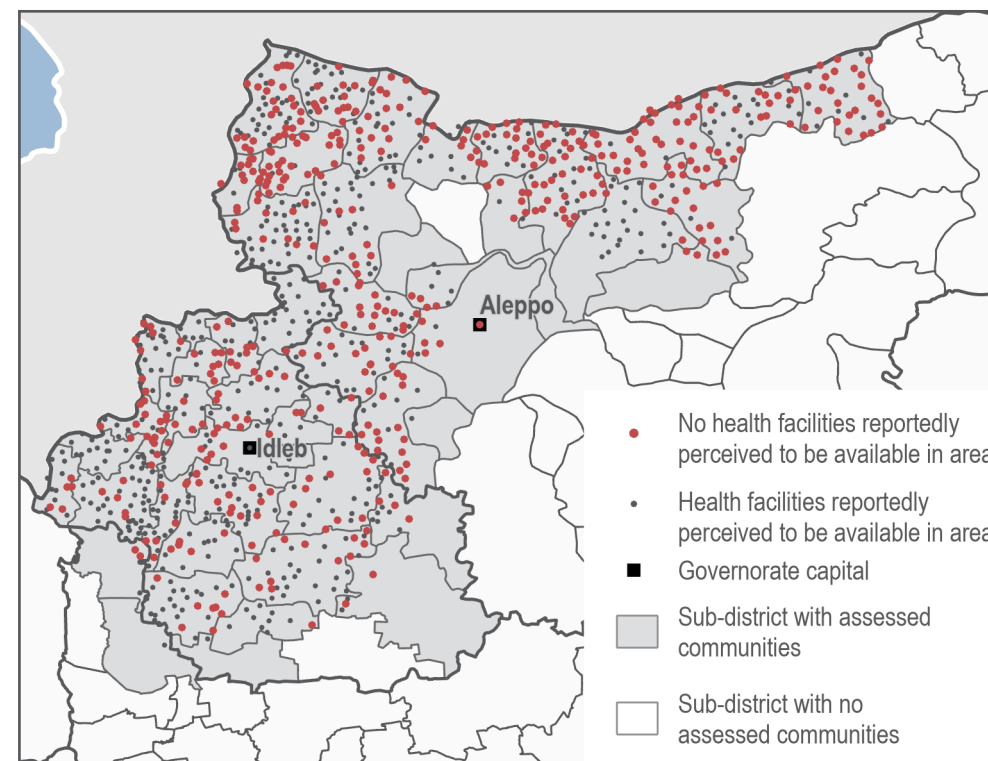 Aleppo
Idleb
No health facilities reportedly
perceived to be available in area
Health facilities reportedly
perceived to be available in area
Governorate capital
Sub-district with assessed
communities
Sub-district with no
assessed communities